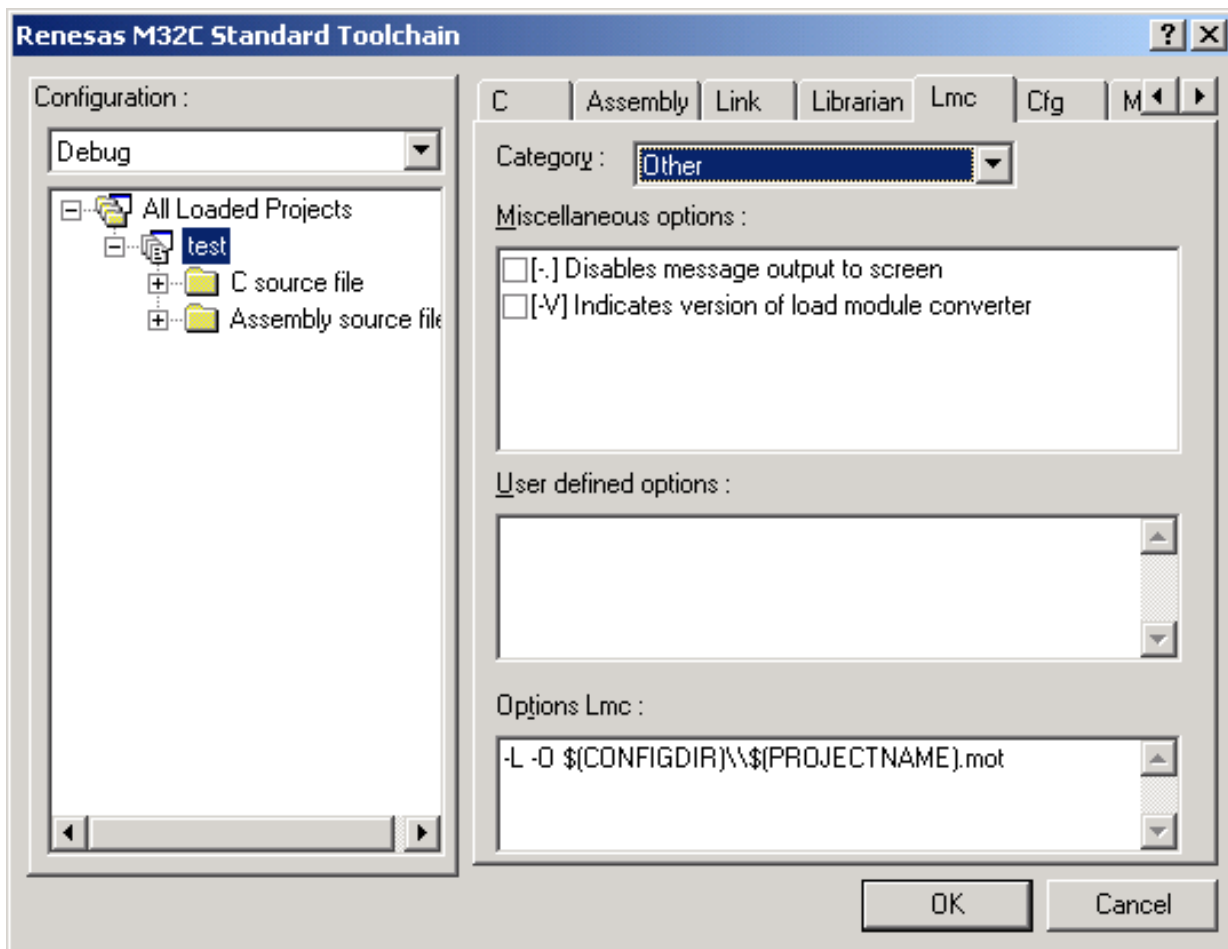 Renesas M32C Standard Toolchain
Configuration :
Debug
All Loaded Projects
test
C source file
Assembly source file
C Assembly Link Librarian Lmc Cfg M
Category : Other
Miscellaneous options :
[-.] Disables message output to screen
[-V] Indicates version of load module converter
User defined options :
Options Lmc :
-L -O $(CONFIGDIR)\\$(PROJECTNAME).mot
OK Cancel